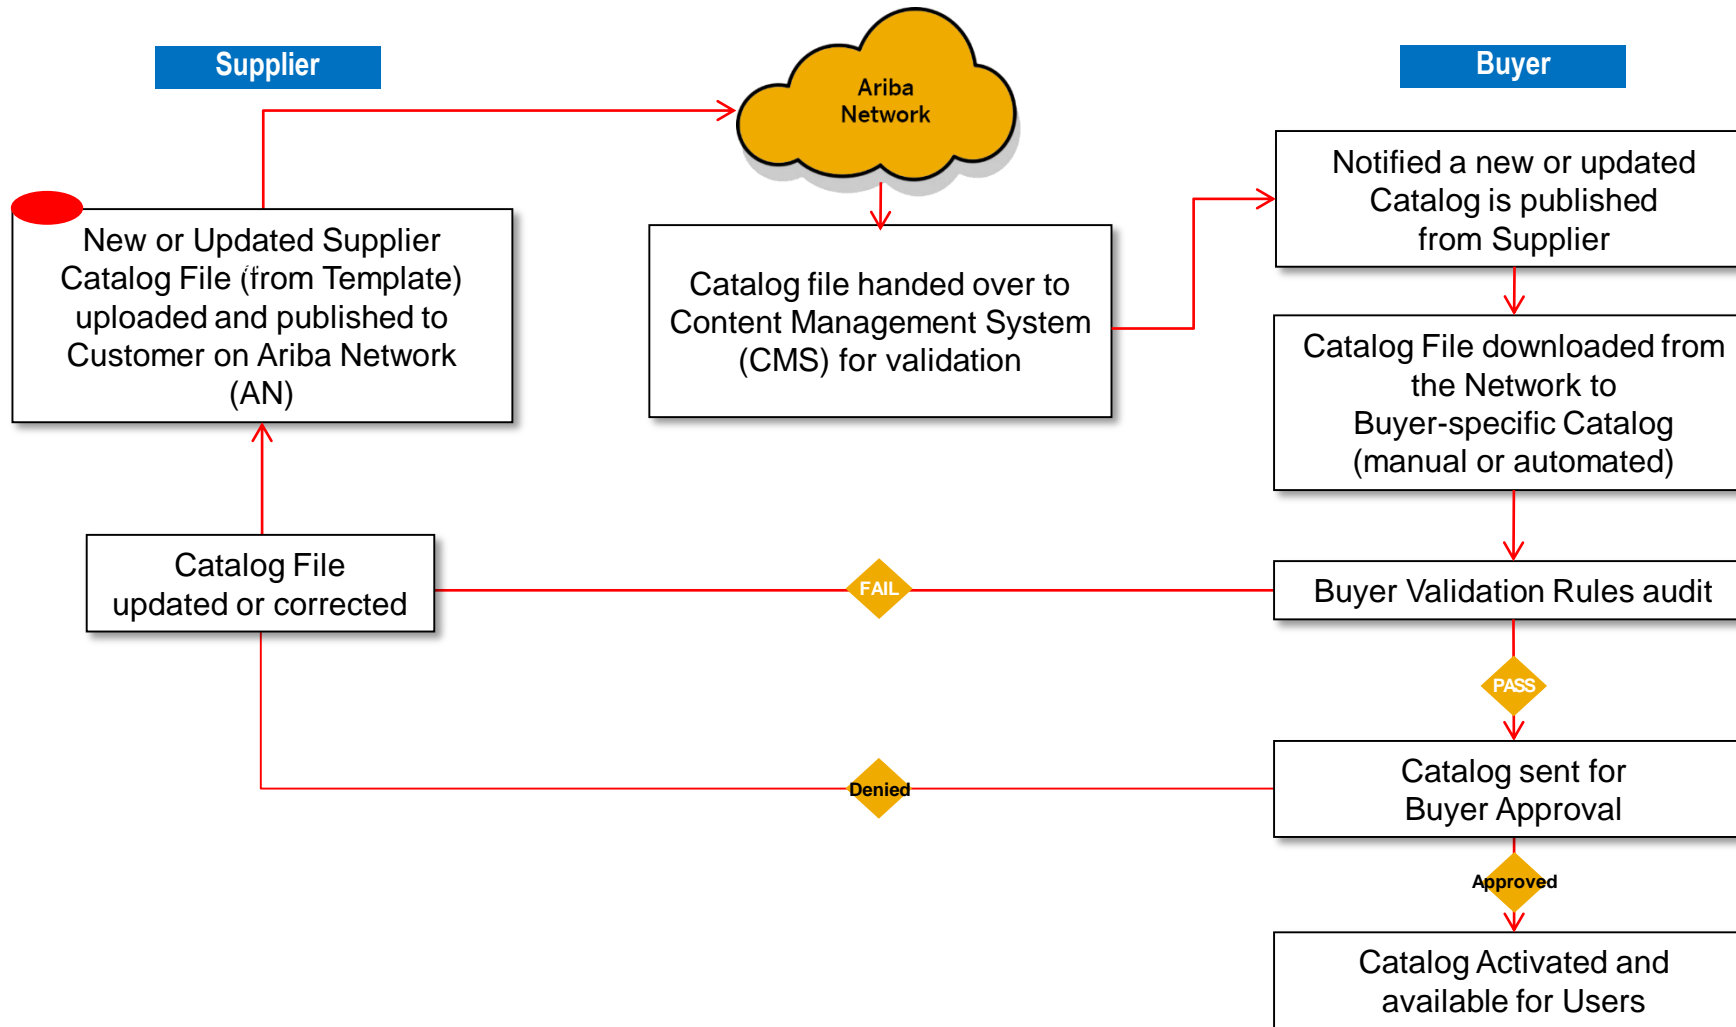 Supplier
Ariba
Network
Buyer
New or Updated Supplier
Catalog File (from Template)
uploaded and published to
Customer on Ariba Network
(AN)
Catalog file handed over to
Content Management System
(CMS) for validation
Notified a new or updated
Catalog is published
from Supplier
Catalog File downloaded from
the Network to
Buyer-specific Catalog
(manual or automated)
Catalog File
updated or corrected
FAIL
Buyer Validation Rules audit
PASS
Denied
Catalog sent for
Buyer Approval
Approved
Catalog Activated and
available for Users